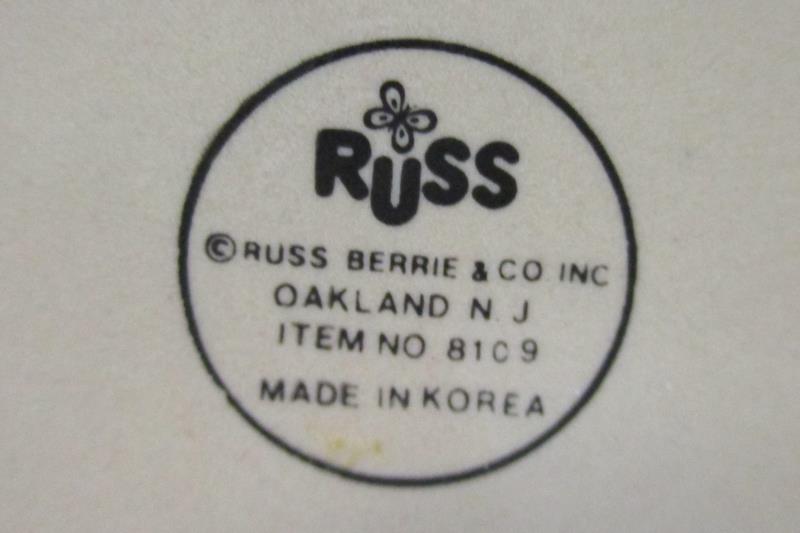 RUSS
© RUSS BERRIE & CO. INC
OAKLAND N.J
ITEM NO. 8109
MADE IN KOREA